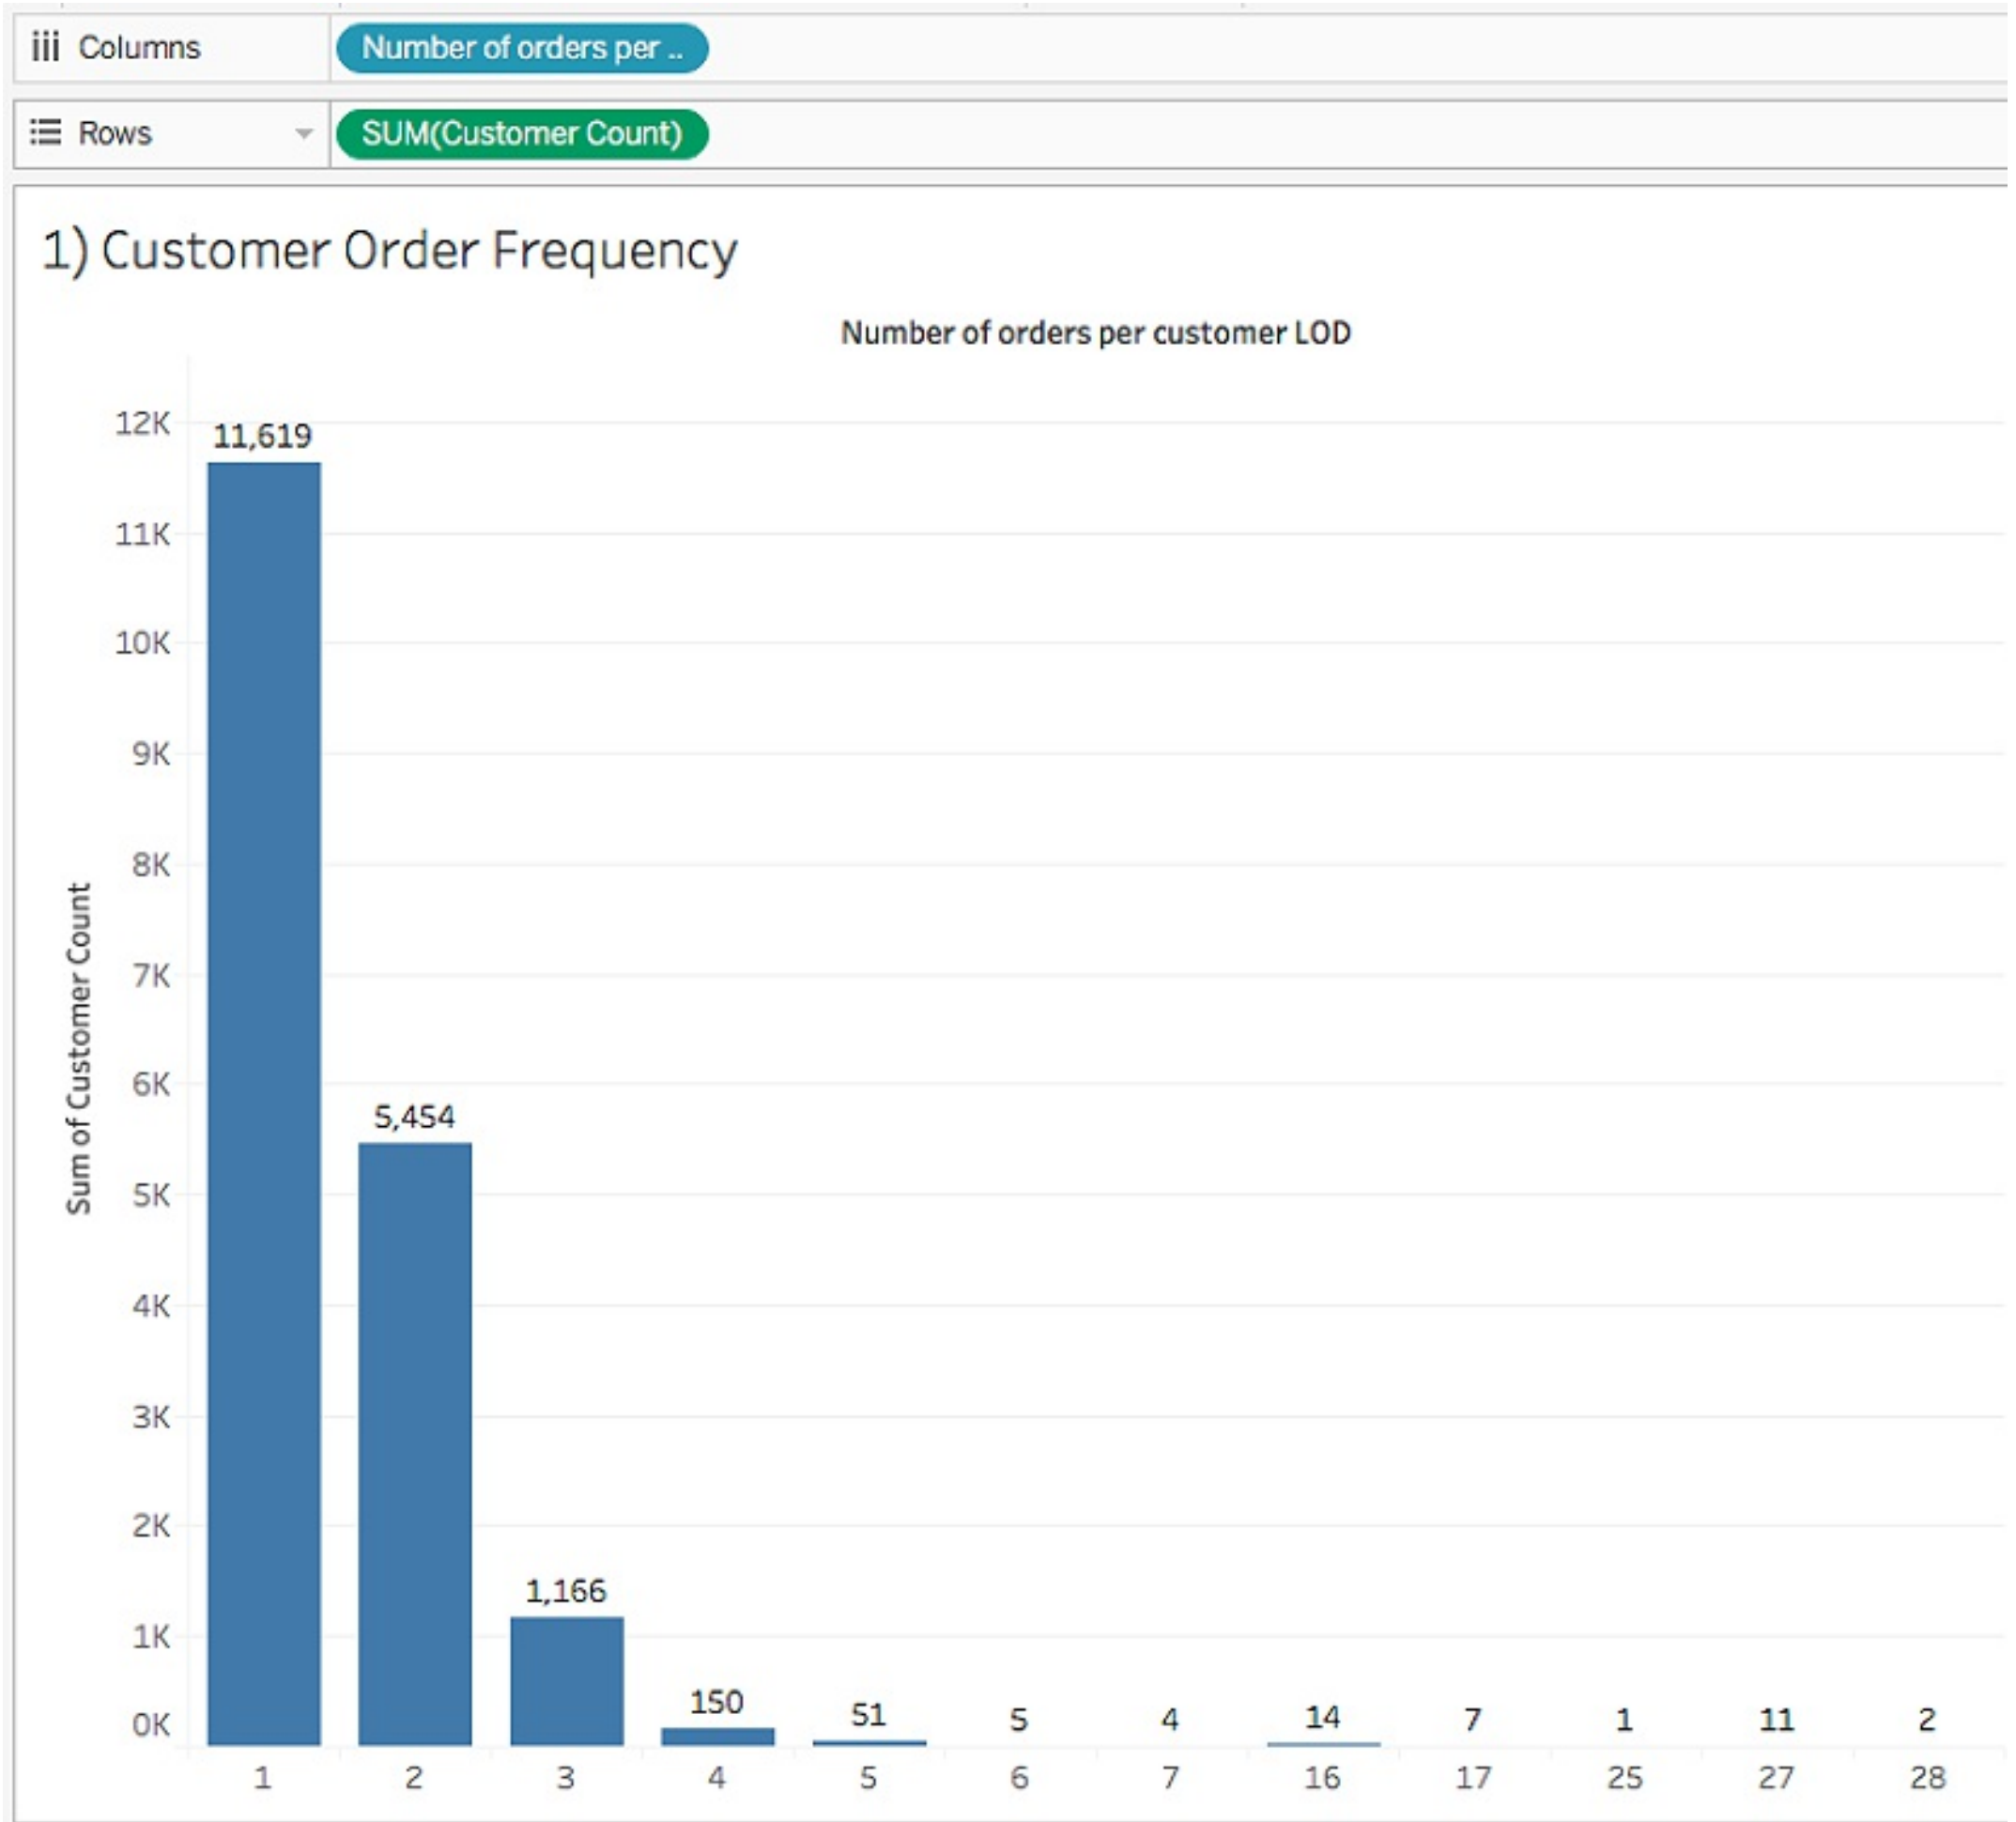 Columns
Number of orders per ..
Rows
SUM(Customer Count)
1) Customer Order Frequency
Number of orders per customer LOD
Sum of Customer Count
12K
11K
10K
9K
8K
7K
6K
5K
4K
3K
2K
1K
0K
11,619
5,454
1,166
150
51
5
4
14
7
1
11
2
1 2 3 4 5 6 7 16 17 25 27 28